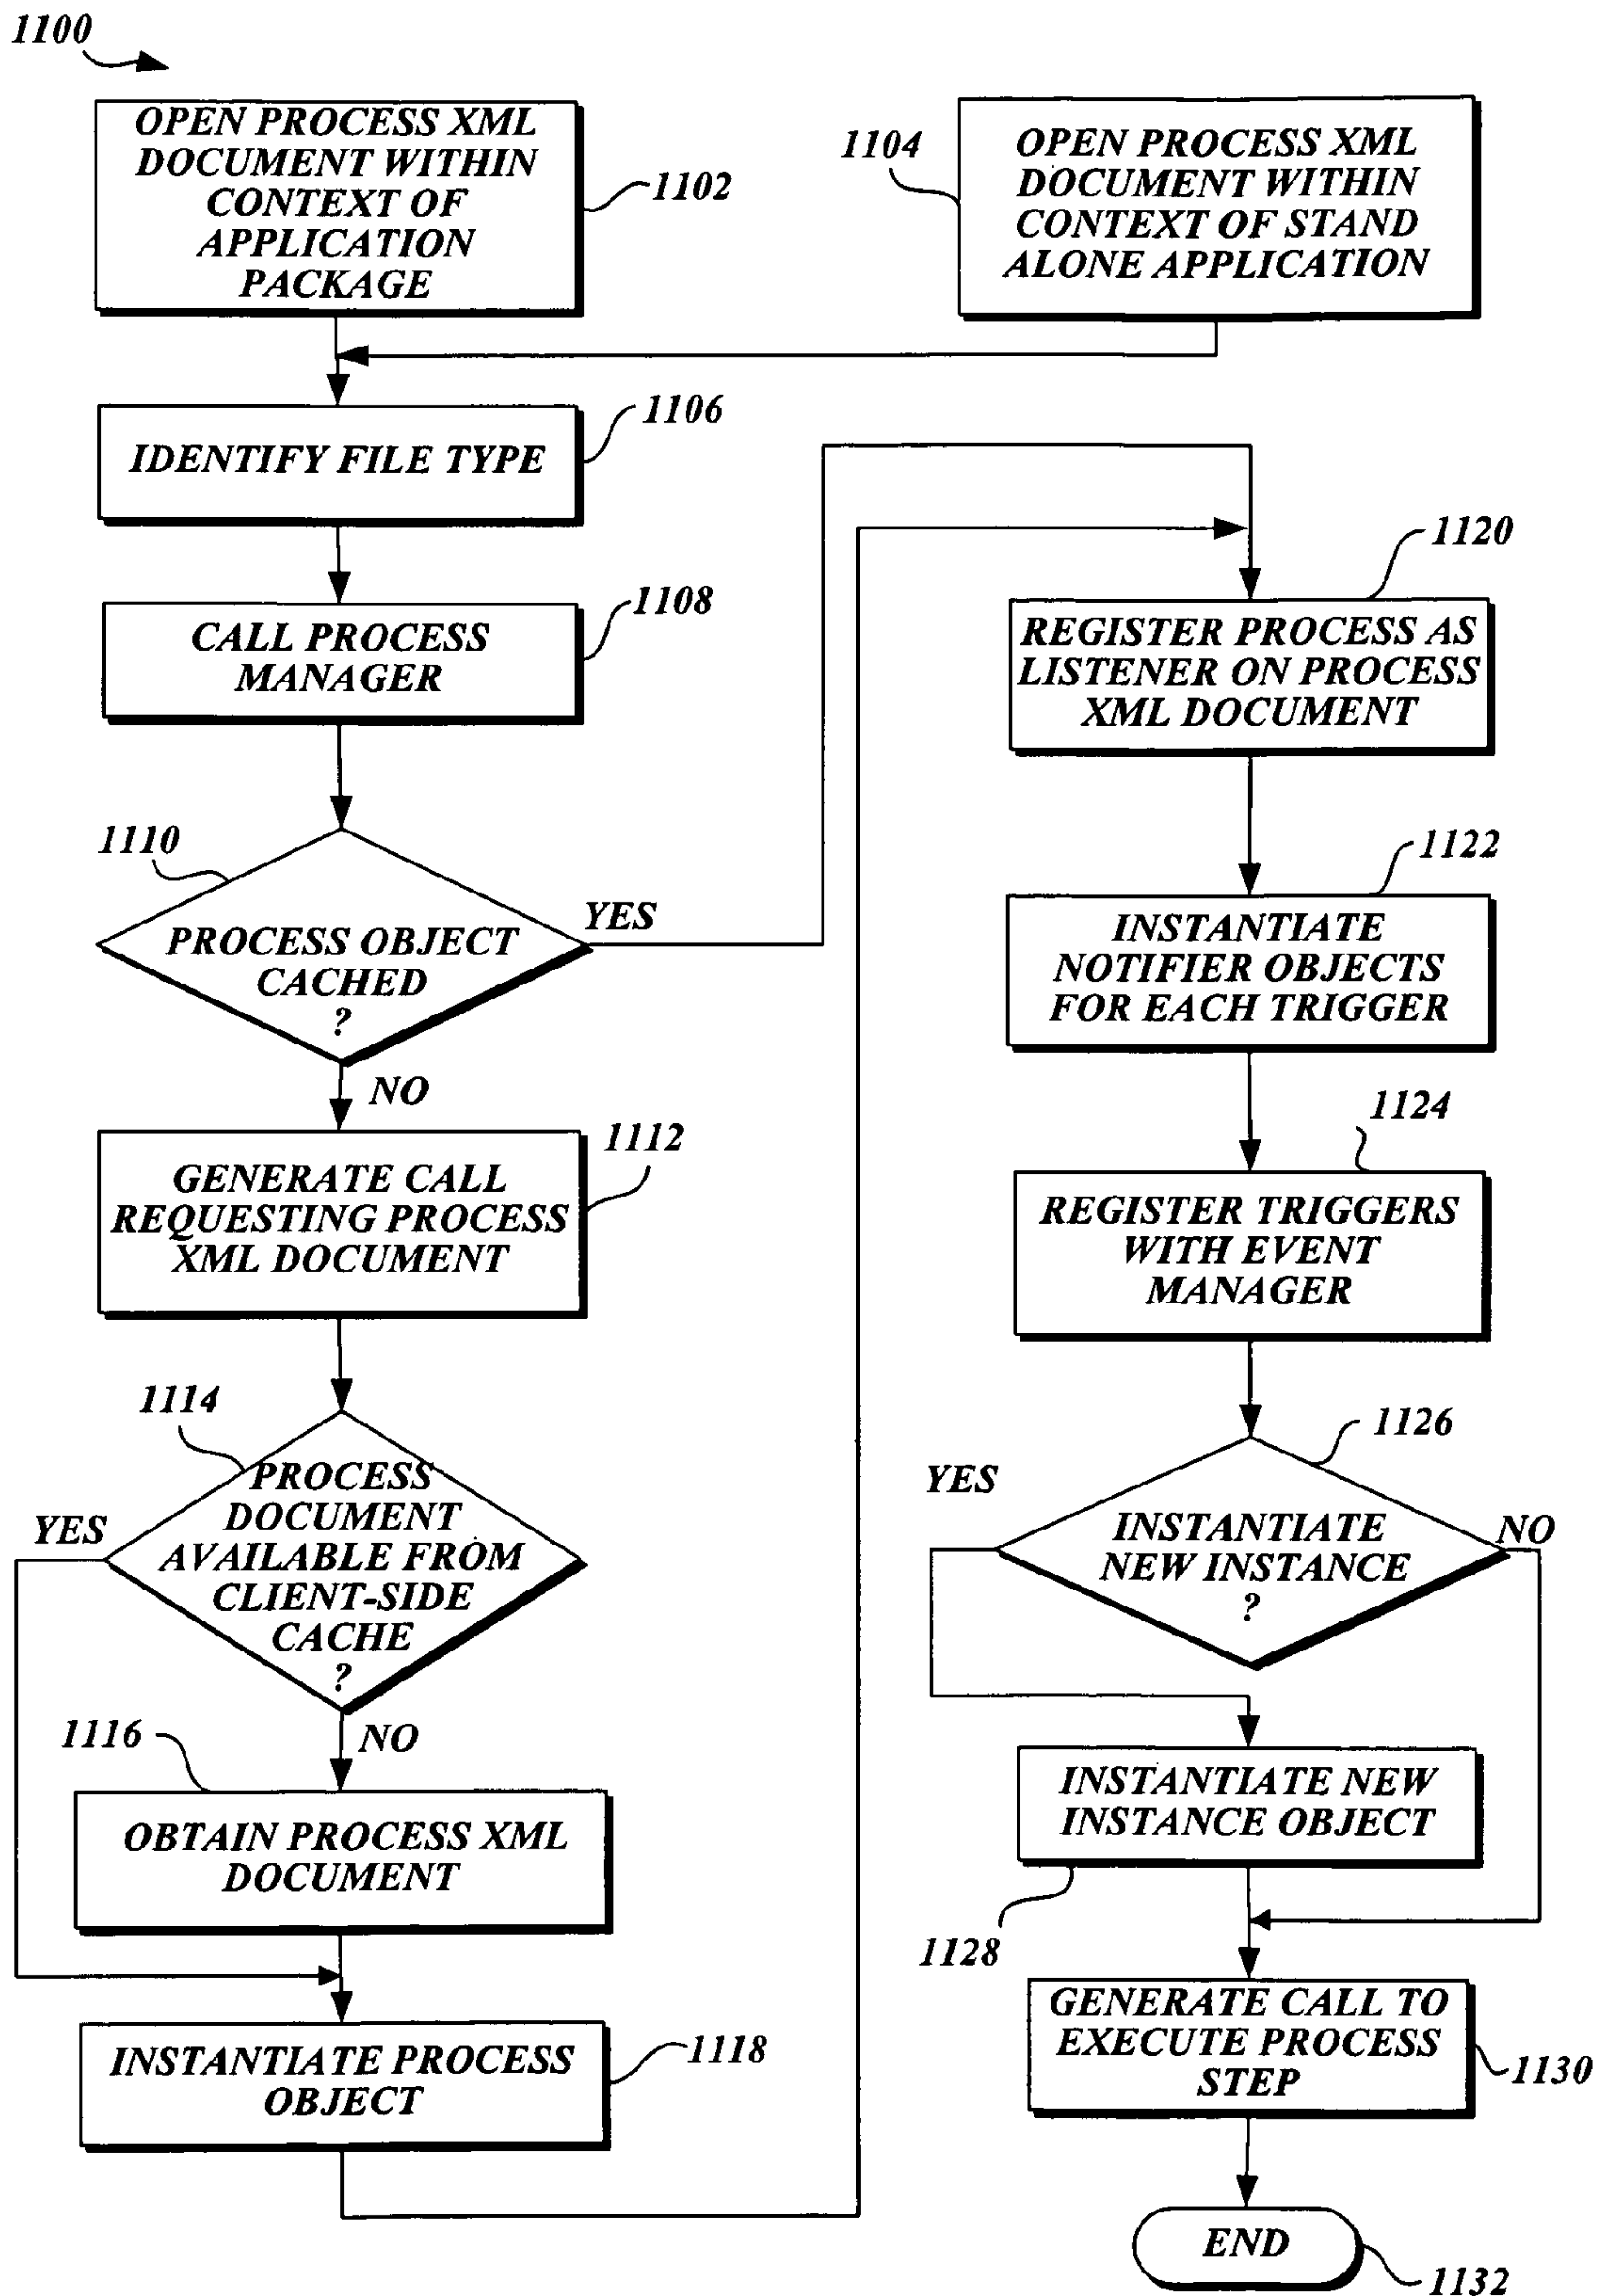 1100
OPEN PROCESS XML
DOCUMENT WITHIN
CONTEXT OF
APPLICATION
PACKAGE
1102
1104
OPEN PROCESS XML
DOCUMENT WITHIN
CONTEXT OF STAND
ALONE APPLICATION
IDENTIFY FILE TYPE
1106
CALL PROCESS
MANAGER
1108
1110
PROCESS OBJECT
CACHED
?
YES
NO
GENERATE CALL
REQUESTING PROCESS
XML DOCUMENT
1112
1114
PROCESS
DOCUMENT
AVAILABLE FROM
CLIENT-SIDE
CACHE
?
YES
NO
1116
OBTAIN PROCESS XML
DOCUMENT
INSTANTIATE PROCESS
OBJECT
1118
1120
REGISTER PROCESS AS
LISTENER ON PROCESS
XML DOCUMENT
1122
INSTANTIATE
NOTIFIER OBJECTS
FOR EACH TRIGGER
1124
REGISTER TRIGGERS
WITH EVENT
MANAGER
1126
YES
INSTANTIATE
NEW INSTANCE
?
NO
INSTANTIATE NEW
INSTANCE OBJECT
1128
GENERATE CALL TO
EXECUTE PROCESS
STEP
1130
END
1132